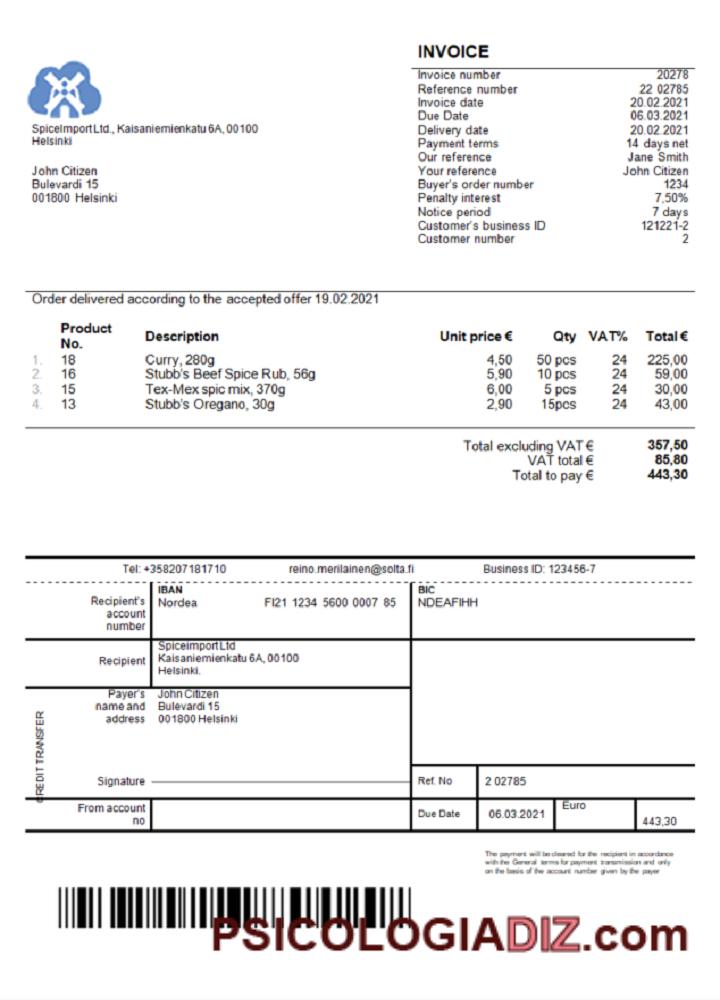 INVOICE
Invoice number 20278
Reference number 22 02785
Invoice date 20.02.2021
Due Date 06.03.2021
Delivery date 20.02.2021
Payment terms 14 days net
Our reference Jane Smith
Your reference John Citizen
Buyer's order number 1234
Penalty interest 7,50%
Notice period 7 days
Customer's business ID 121221-2
Customer number 2
SpiceImport Ltd., Kaisaniemienkatu 6A, 00100
Helsinki
John Citizen
Bulevardi 15
001800 Helsinki
Order delivered according to the accepted offer 19.02.2021
Product No. Description Unit price € Qty VAT% Total €
1. 18 Curry, 280g 4,50 50 pcs 24 225,00
2. 16 Stubb's Beef Spice Rub, 56g 5,90 10 pcs 24 59,00
3. 15 Tex-Mex spic mix, 370g 6,00 5 pcs 24 30,00
4. 13 Stubb's Oregano, 30g 2,90 15pcs 24 43,00
Total excluding VAT € 357,50
VAT total € 85,80
Total to pay € 443,30
Tel: +358207181710 reino.merilainen@solta.fi Business ID: 123456-7
Recipient's
account
number
IBAN
Nordea FI21 1234 5600 0007 85
BIC
NDEAFIHH
Recipient
SpiceimportLtd
Kaisaniemienkatu 6A, 00100
Helsinki.
Payer's
name and
address
John Citizen
Bulevardi 15
001800 Helsinki
CREDIT TRANSFER
Signature
Ref. No 2 02785
From account
no
Due Date 06.03.2021 Euro 443,30
The payment will be cleared for the recipient in accordance
with the General terms for payment transmission and only
on the basis of the account number given by the payer
PSICOLOGIADIZ.com